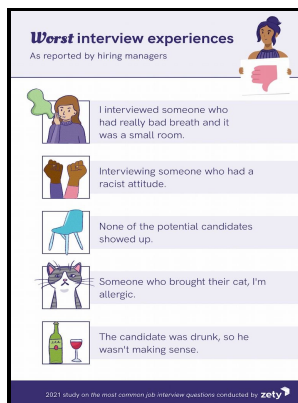 Worst interview experiences
As reported by hiring managers
I interviewed someone who
had really bad breath and it
was a small room.
Interviewing someone who had a
racist attitude.
None of the potential candidates
showed up.
Someone who brought their cat, I'm
allergic.
The candidate was drunk, so he
wasn't making sense.
2021 study on the most common job interview questions conducted by zety